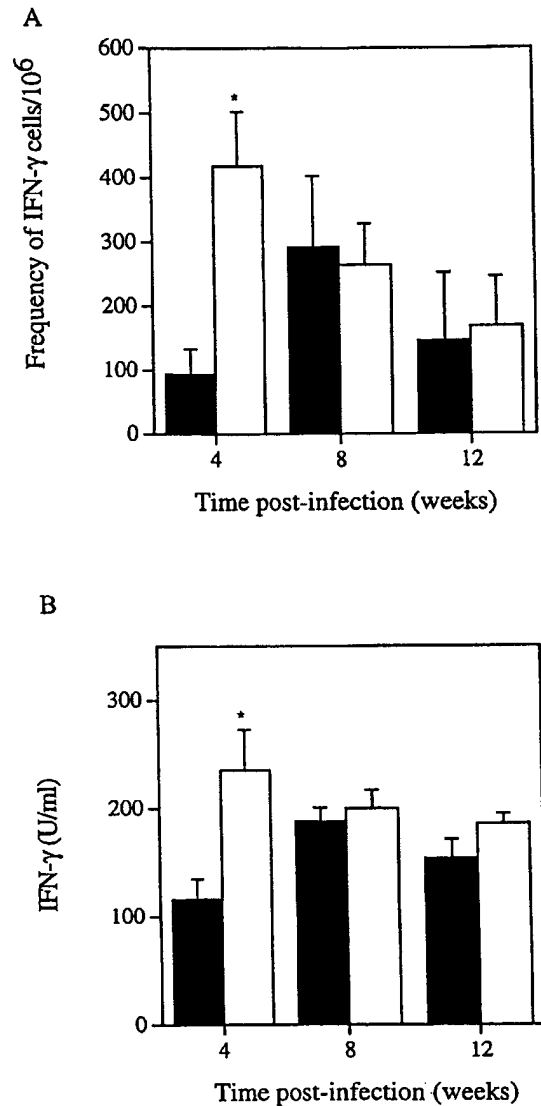 A
Frequency of IFN-γ cells/10⁶
600
500
400
300
200
100
0
*
4 8 12
Time post-infection (weeks)
B
IFN-γ (U/ml)
300
200
100
0
*
4 8 12
Time post-infection (weeks)